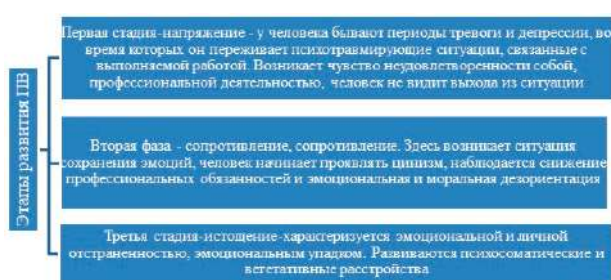 Этапы развития ПВ
Первая стадия-напряжение - у человека бывают периоды тревоги и депрессии, во
время которых он переживает психотравмирующие ситуации, связанные с
выполняемой работой. Возникает чувство неудовлетворенности собой,
профессиональной деятельностью, человек не видит выхода из ситуации
Вторая фаза - сопротивление, сопротивление. Здесь возникает ситуация
сохранения эмоций, человек начинает проявлять цинизм, наблюдается снижение
профессиональных обязанностей и эмоциональная и моральная дезориентация
Третья стадия-истощение-характеризуется эмоциональной и личной
отстраненностью, эмоциональным упадком. Развиваются психосоматические и
вегетативные расстройства